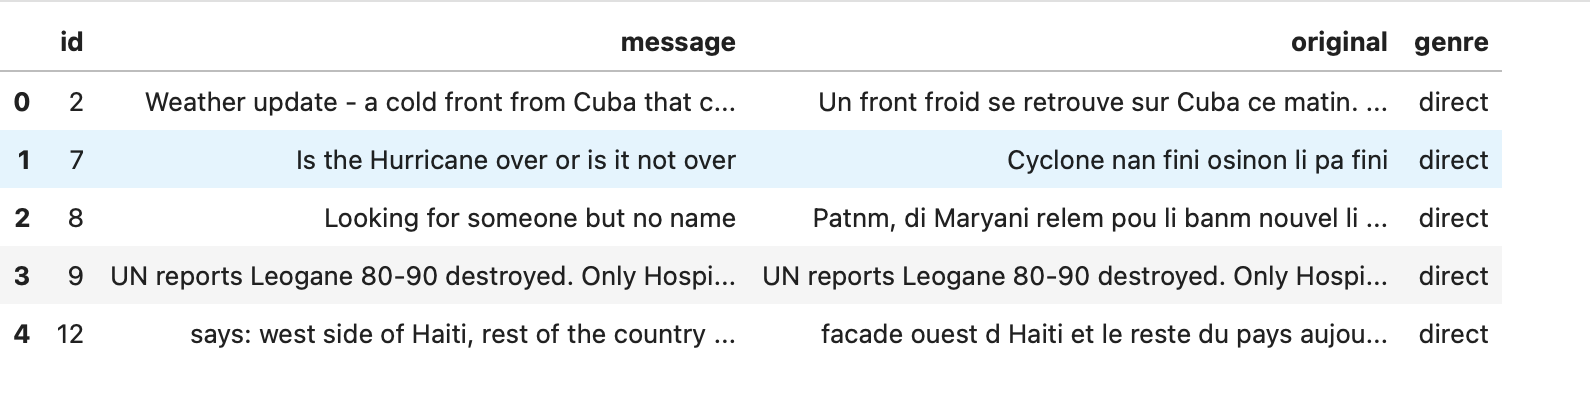 id message original genre
0 2 Weather update - a cold front from Cuba that c... Un front froid se retrouve sur Cuba ce matin. ... direct
1 7 Is the Hurricane over or is it not over Cyclone nan fini osinon li pa fini direct
2 8 Looking for someone but no name Patnm, di Maryani relem pou li banm nouvel li ... direct
3 9 UN reports Leogane 80-90 destroyed. Only Hospi... UN reports Leogane 80-90 destroyed. Only Hospi... direct
4 12 says: west side of Haiti, rest of the country ... facade ouest d Haiti et le reste du pays aujou... direct